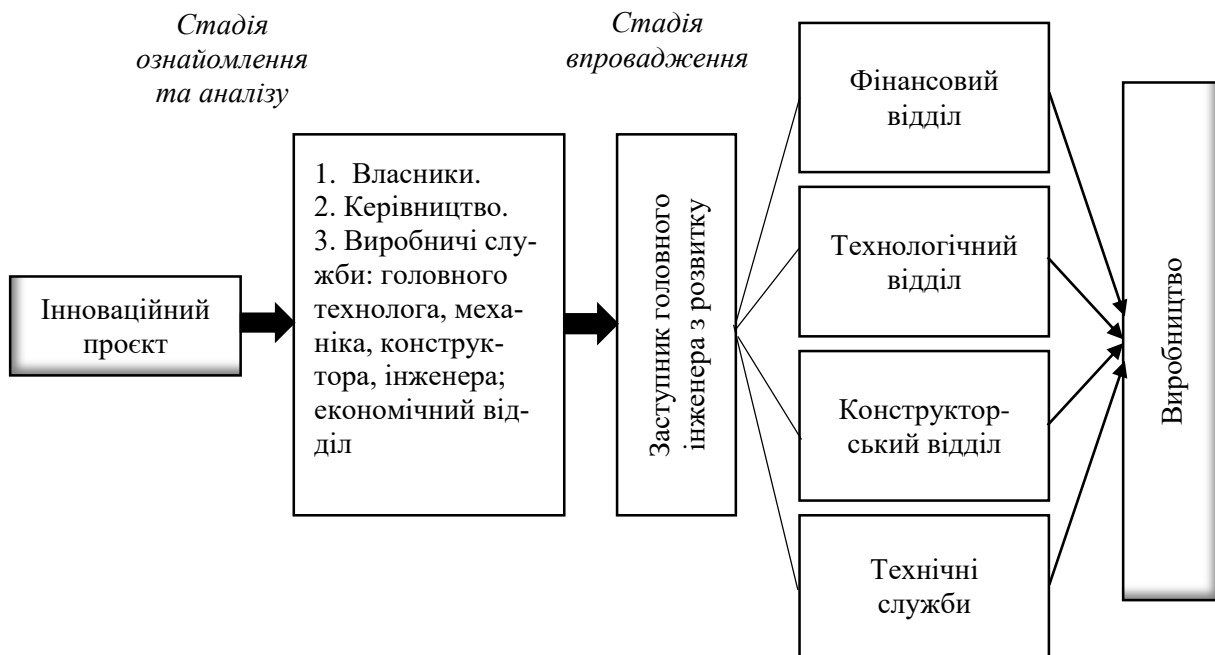 Стадія
ознайомлення
та аналізу
Стадія
впровадження
Інноваційний
проєкт
1. Власники.
2. Керівництво.
3. Виробничі слу-
жби: головного
технолога, меха-
ніка, конструк-
тора, інженера;
економічний від-
діл
Заступник головного
інженера з розвитку
Фінансовий
відділ
Технологічний
відділ
Конструктор-
ський відділ
Технічні
служби
Виробництво